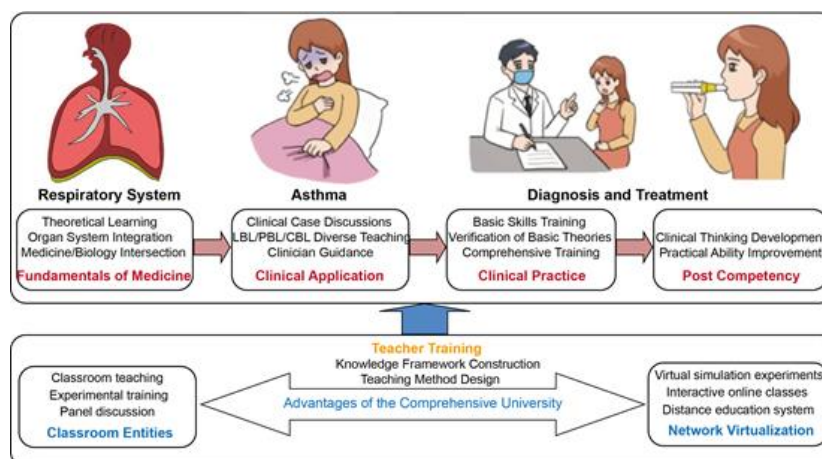 Respiratory System
Asthma
Diagnosis and Treatment
Theoretical Learning
Organ System Integration
Medicine/Biology Intersection
Fundamentals of Medicine
Clinical Case Discussions
LBL/PBL/CBL Diverse Teaching
Clinician Guidance
Clinical Application
Basic Skills Training
Verification of Basic Theories
Comprehensive Training
Clinical Practice
Clinical Thinking Development
Practical Ability Improvement
Post Competency
Teacher Training
Knowledge Framework Construction
Teaching Method Design
Advantages of the Comprehensive University
Classroom teaching
Experimental training
Panel discussion
Classroom Entities
Virtual simulation experiments
Interactive online classes
Distance education system
Network Virtualization